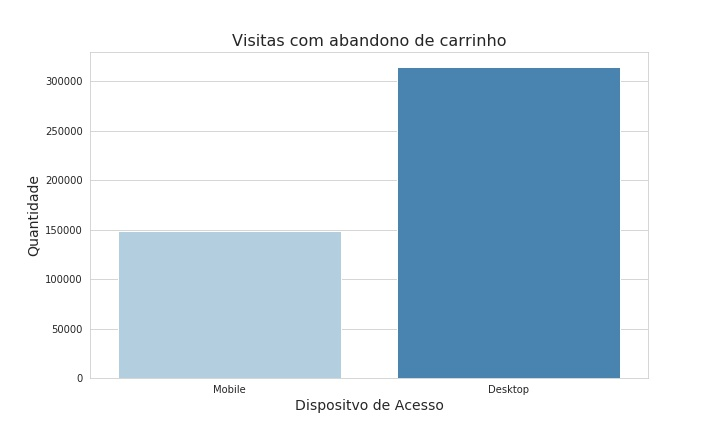 Visitas com abandono de carrinho
Quantidade
300000
250000
200000
150000
100000
50000
0
Mobile
Desktop
Dispositvo de Acesso